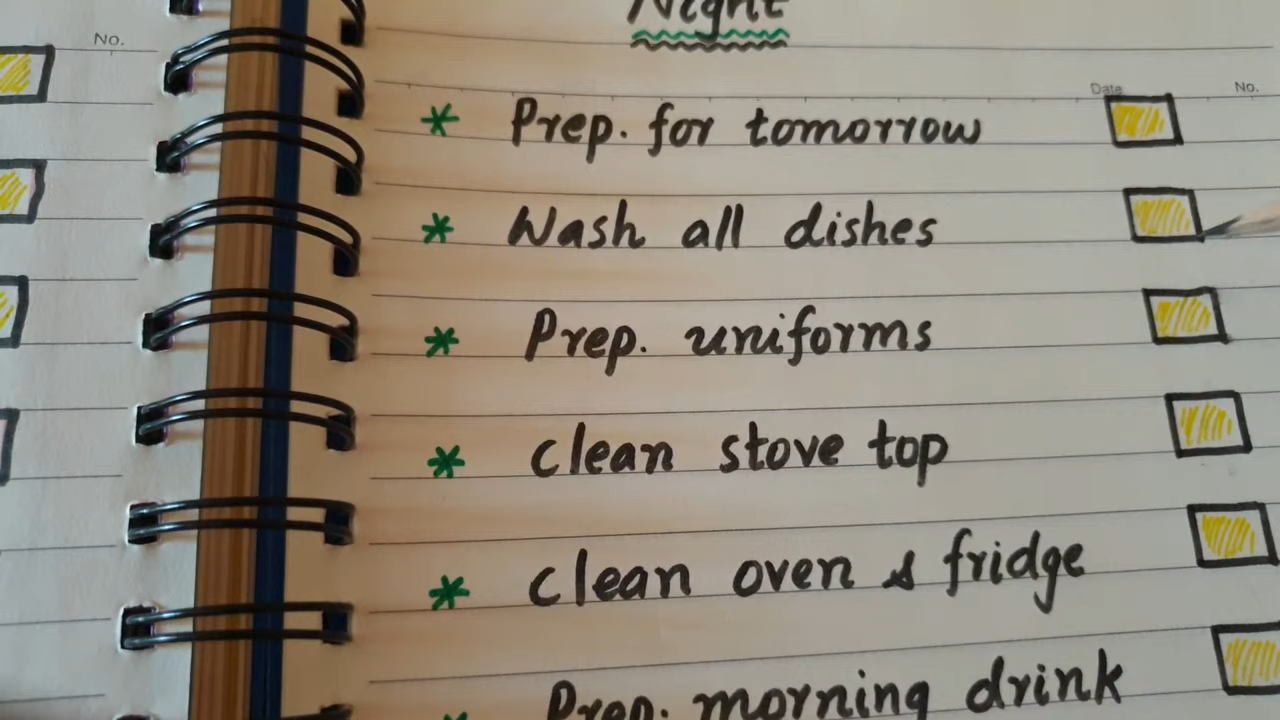 No.
Night
Date No.
* Prep. for tomorrow
* Wash all dishes
* Prep. uniforms
* clean stove top
* clean oven & fridge
* Prep. morning drink